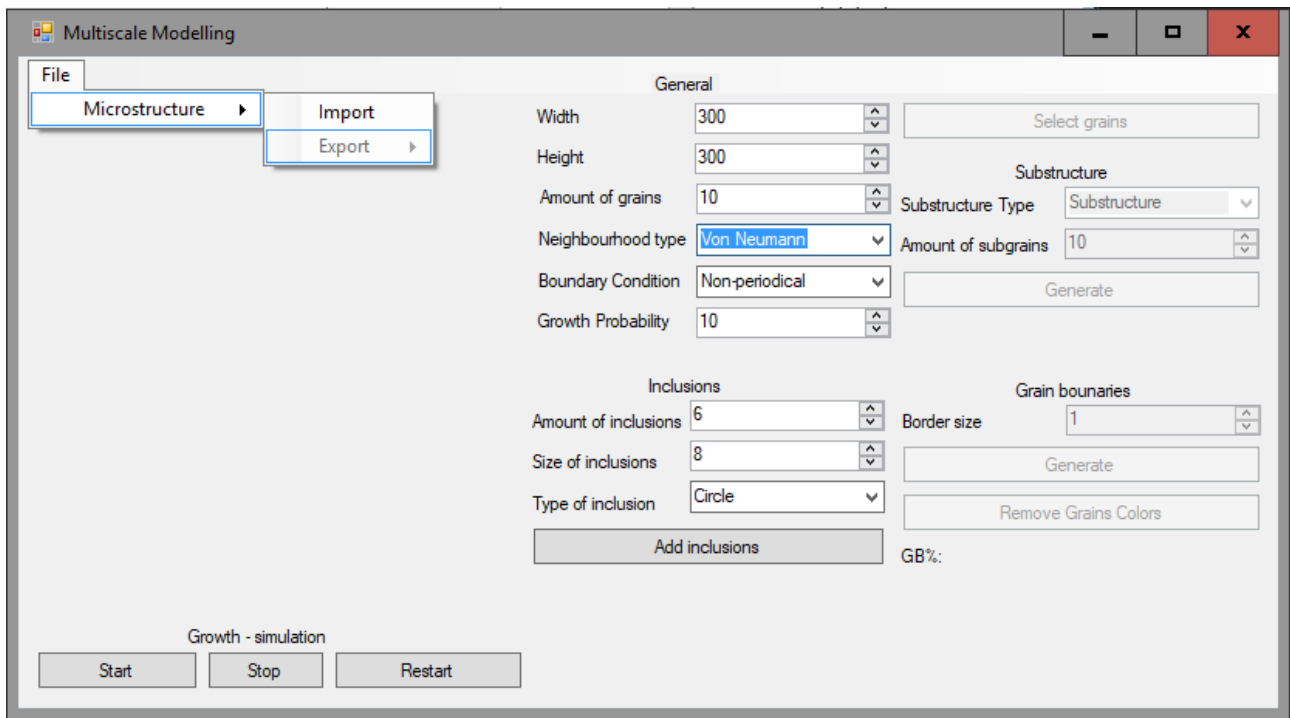 Multiscale Modelling
File
Microstructure
Import
Export
General
Width 300
Height 300
Amount of grains 10
Neighbourhood type Von Neumann
Boundary Condition Non-periodical
Growth Probability 10
Select grains
Substructure
Substructure Type Substructure
Amount of subgrains 10
Generate
Inclusions
Amount of inclusions 6
Size of inclusions 8
Type of inclusion Circle
Add inclusions
Grain bounaries
Border size 1
Generate
Remove Grains Colors
GB%:
Growth - simulation
Start Stop Restart